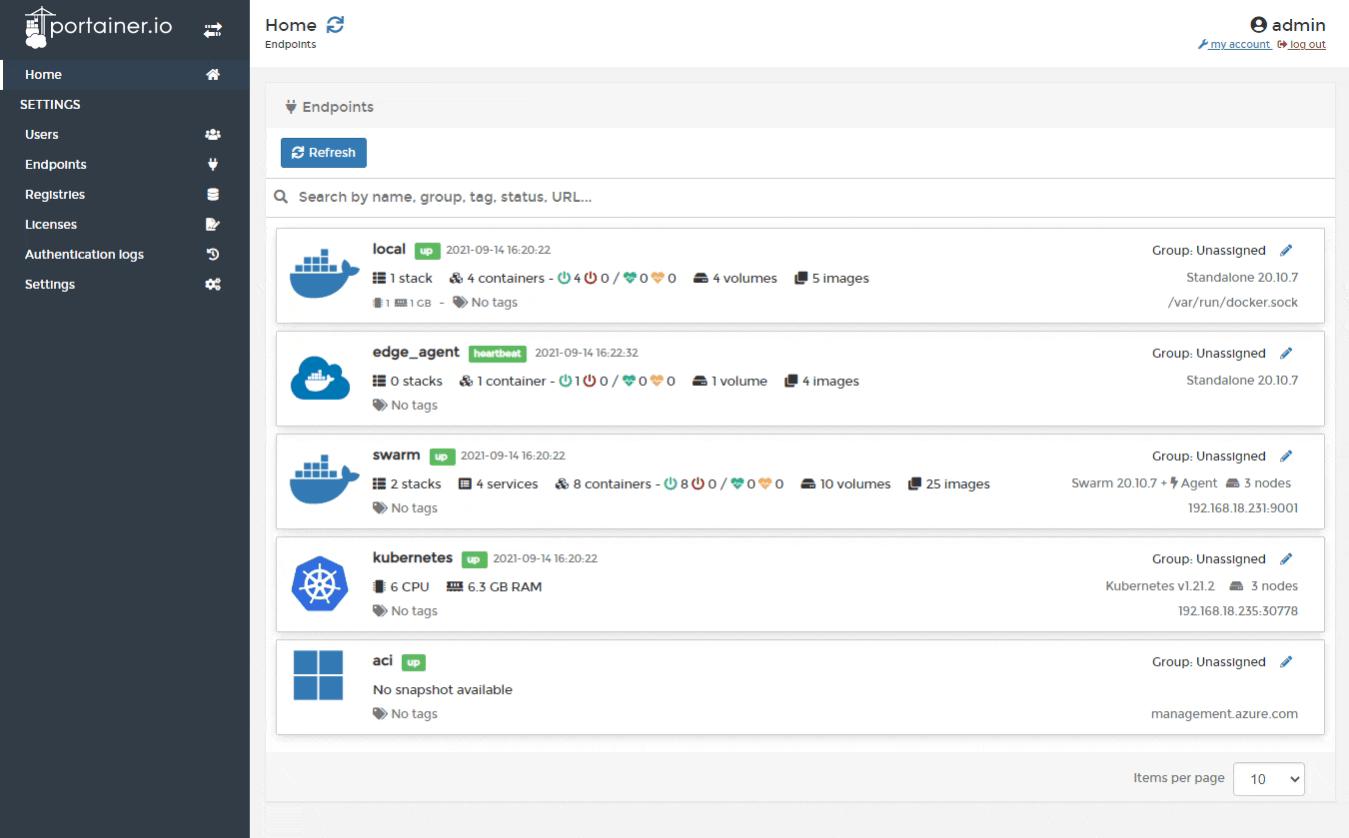 portainer.io
Home
SETTINGS
Users
Endpoints
Registries
Licenses
Authentication logs
Settings
Home
Endpoints
admin
my account log out
Endpoints
Refresh
Search by name, group, tag, status, URL...
local up 2021-09-14 16:20:22 Group: Unassigned
1 stack 4 containers - 4 0 / 0 0 4 volumes 5 images Standalone 20.10.7
1 1 GB - No tags /var/run/docker.sock
edge_agent heartbeat 2021-09-14 16:22:32 Group: Unassigned
0 stacks 1 container - 1 0 / 0 0 1 volume 4 images Standalone 20.10.7
No tags
swarm up 2021-09-14 16:20:22 Group: Unassigned
2 stacks 4 services 8 containers - 8 0 / 0 0 10 volumes 25 images Swarm 20.10.7 + Agent 3 nodes
No tags 192.168.18.231:9001
kubernetes up 2021-09-14 16:20:22 Group: Unassigned
6 CPU 6.3 GB RAM Kubernetes v1.21.2 3 nodes
No tags 192.168.18.235:30778
aci up Group: Unassigned
No snapshot available
No tags management.azure.com
Items per page 10